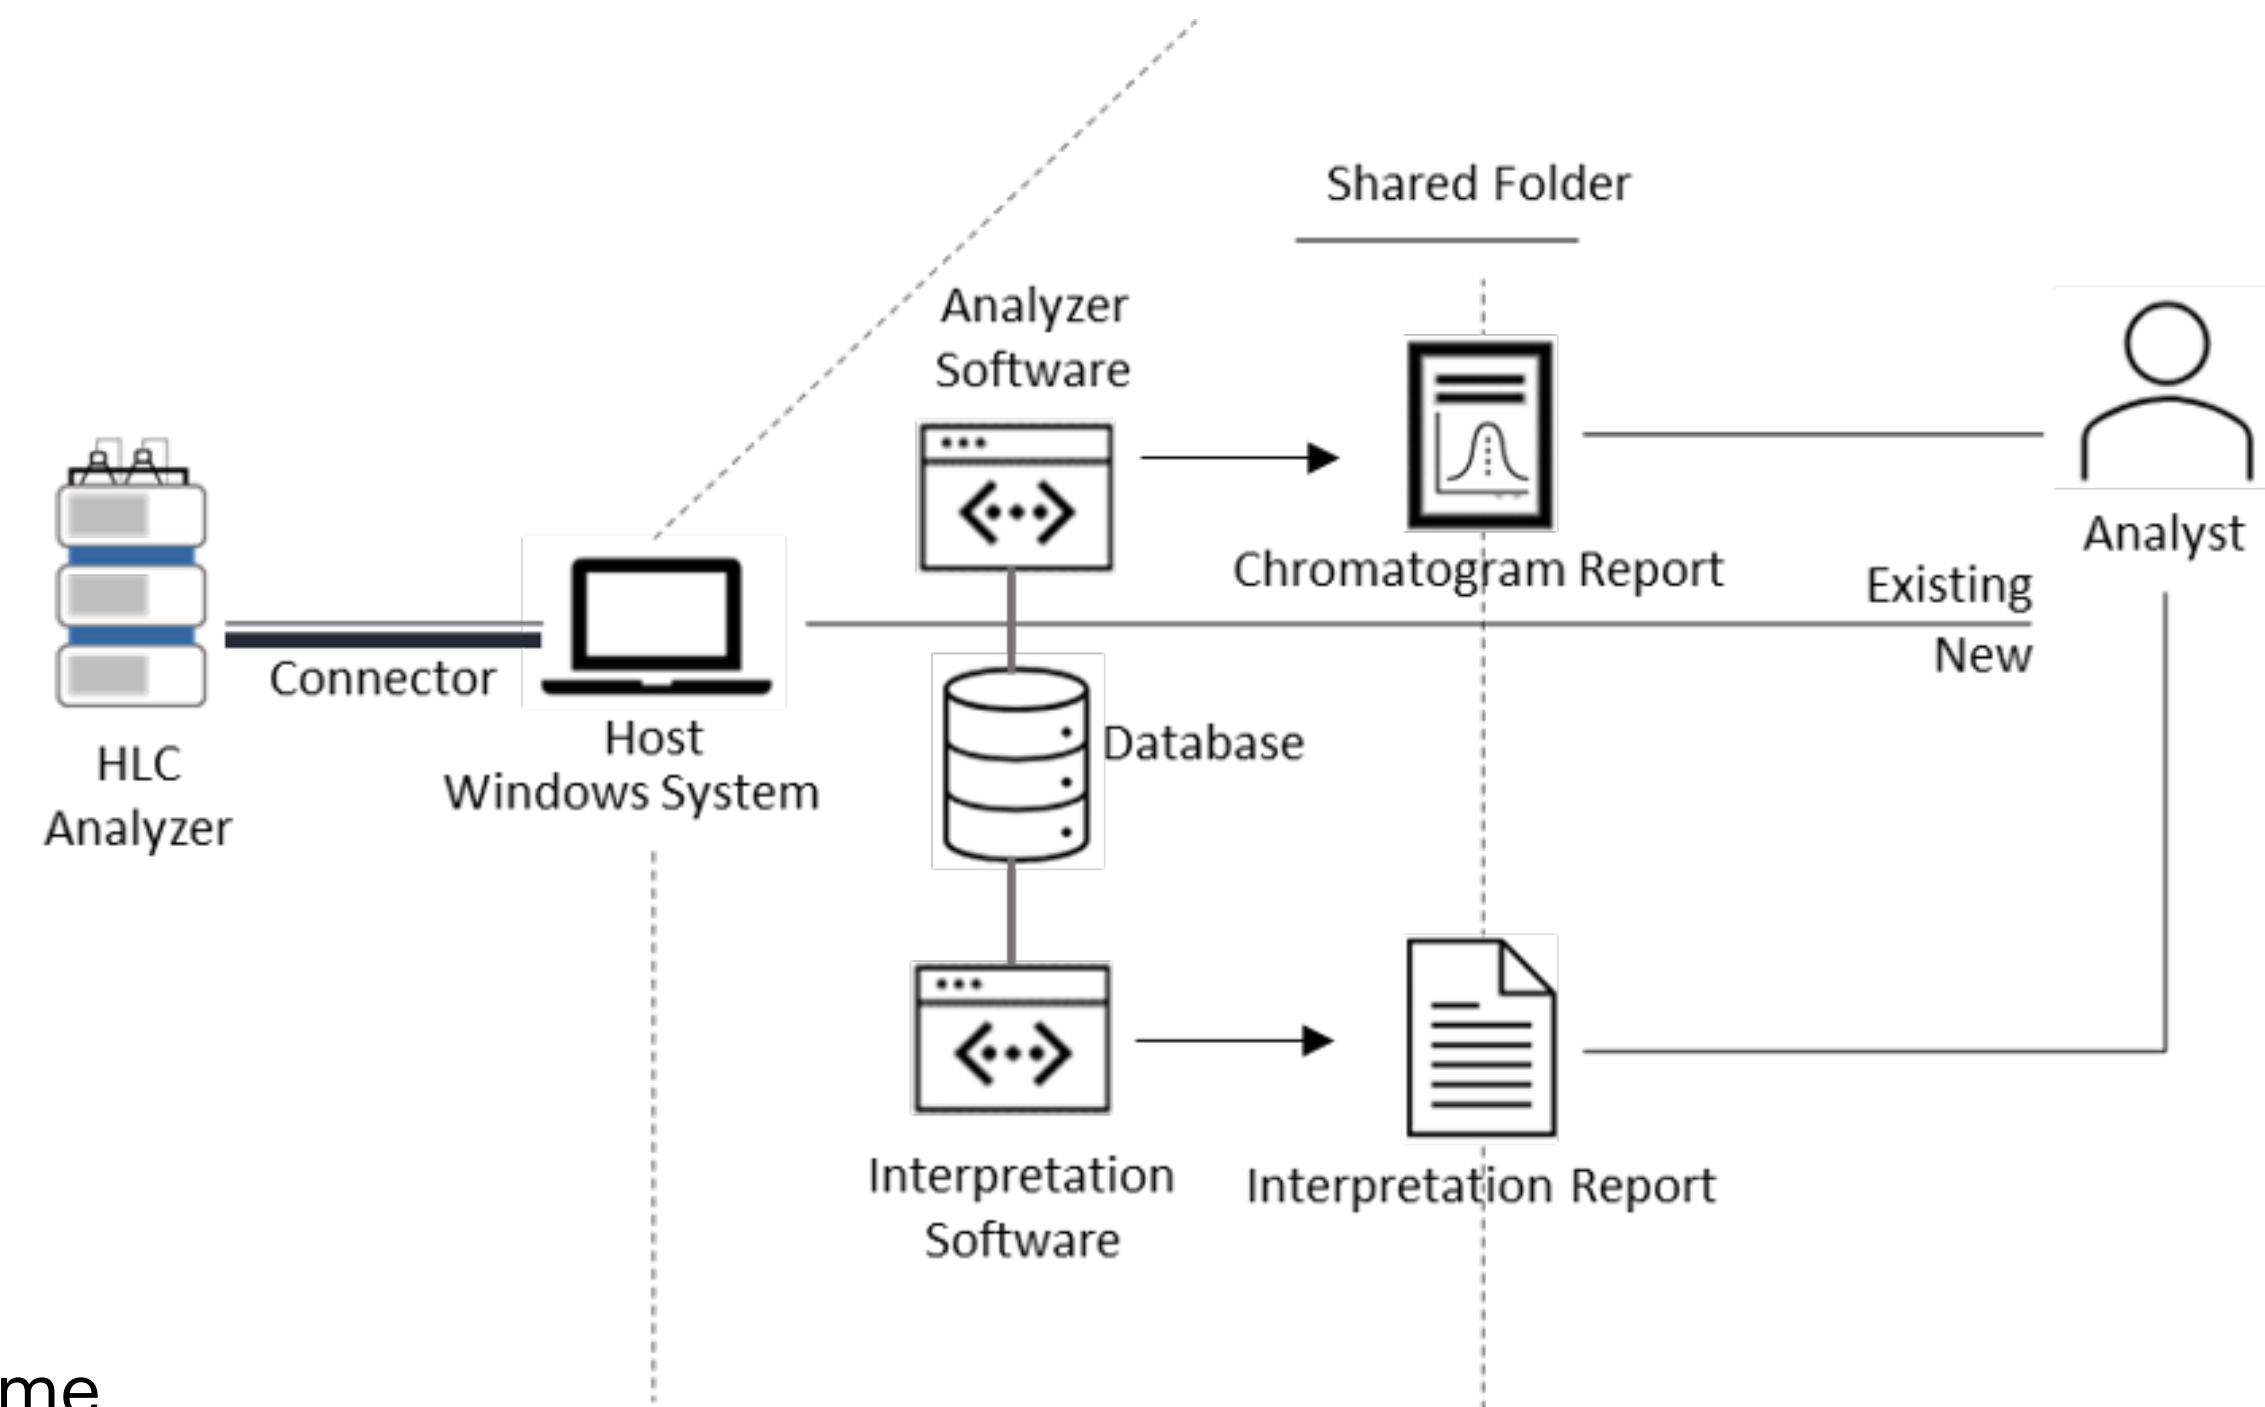 Shared Folder
Analyzer
Software
Chromatogram Report
Analyst
Existing
New
Connector
HLC
Analyzer
Host
Windows System
Database
Interpretation
Software
Interpretation Report
me